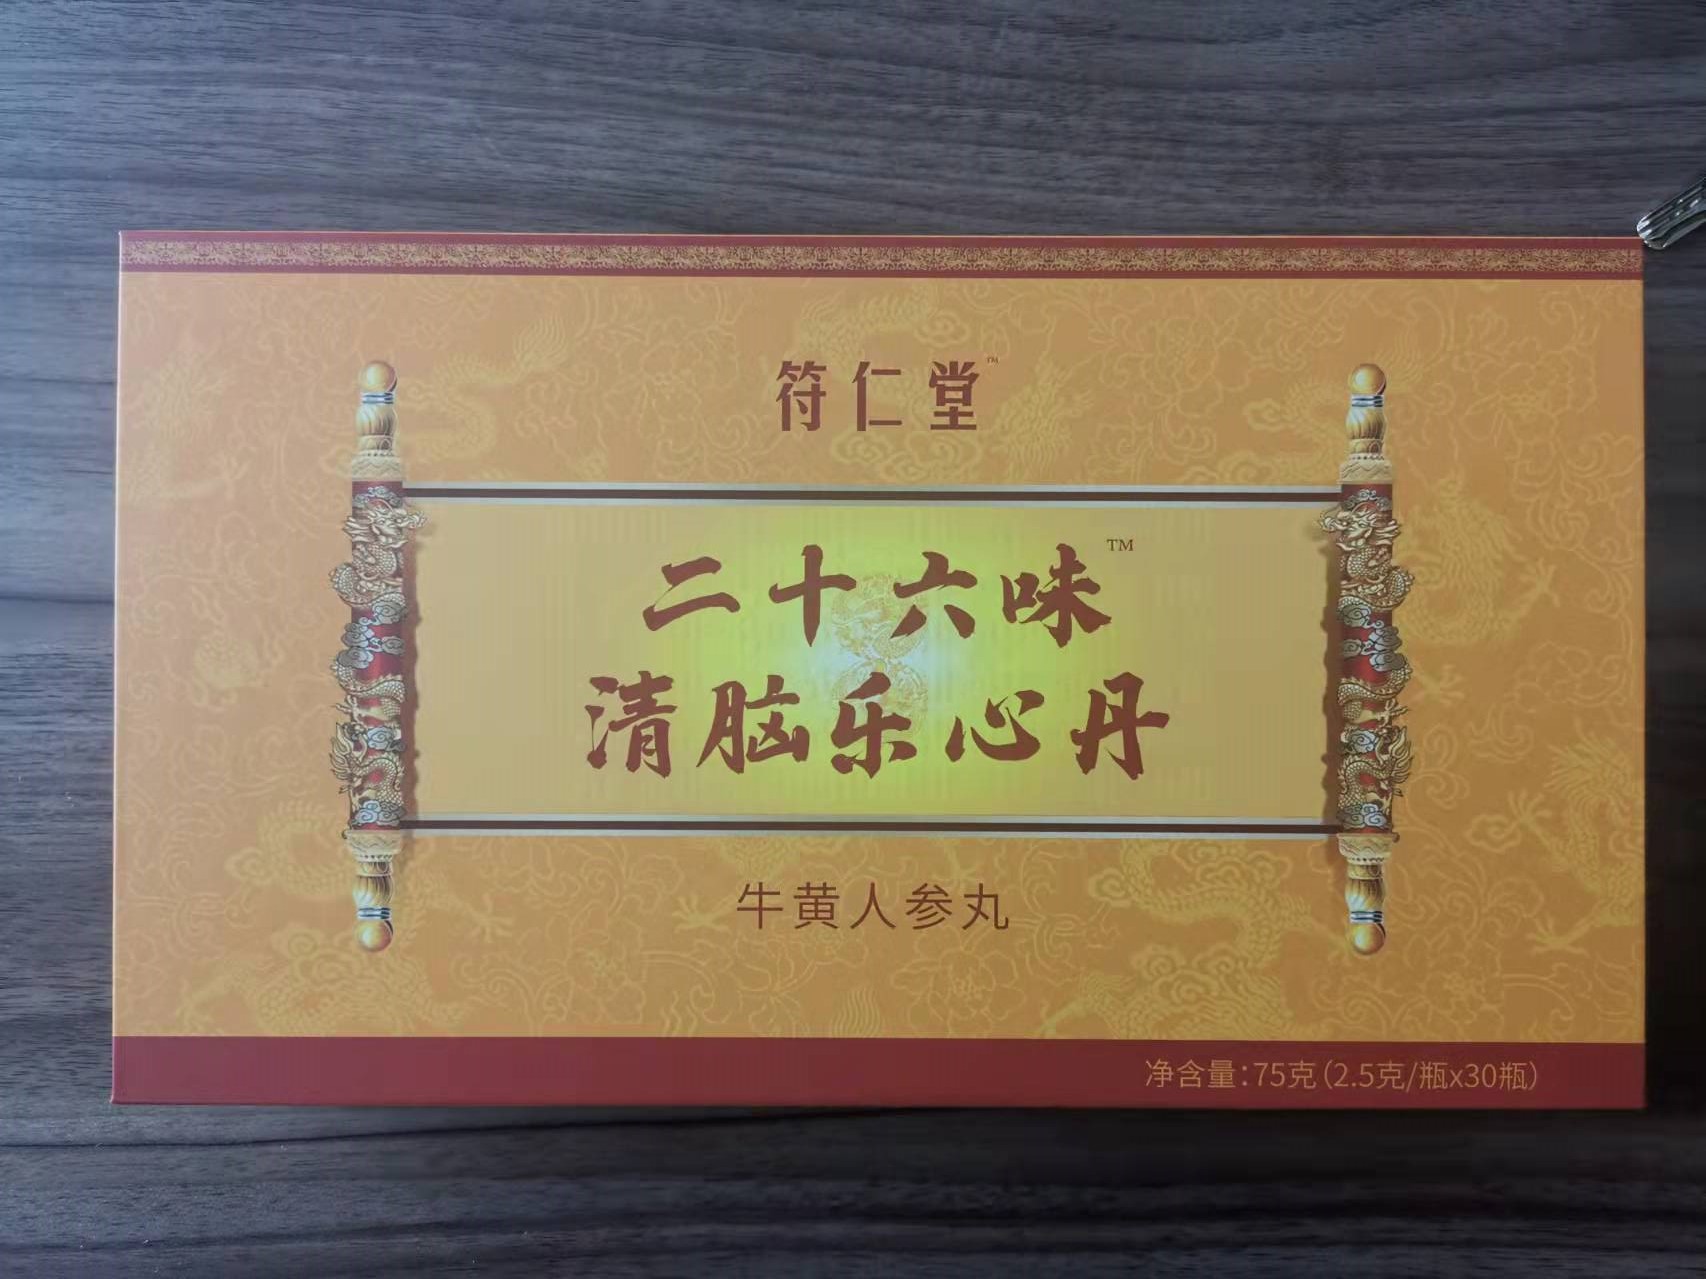 符仁堂™
二十六味™
清脑乐心丹
牛黄人参丸
净含量:75克(2.5克/瓶x30瓶)